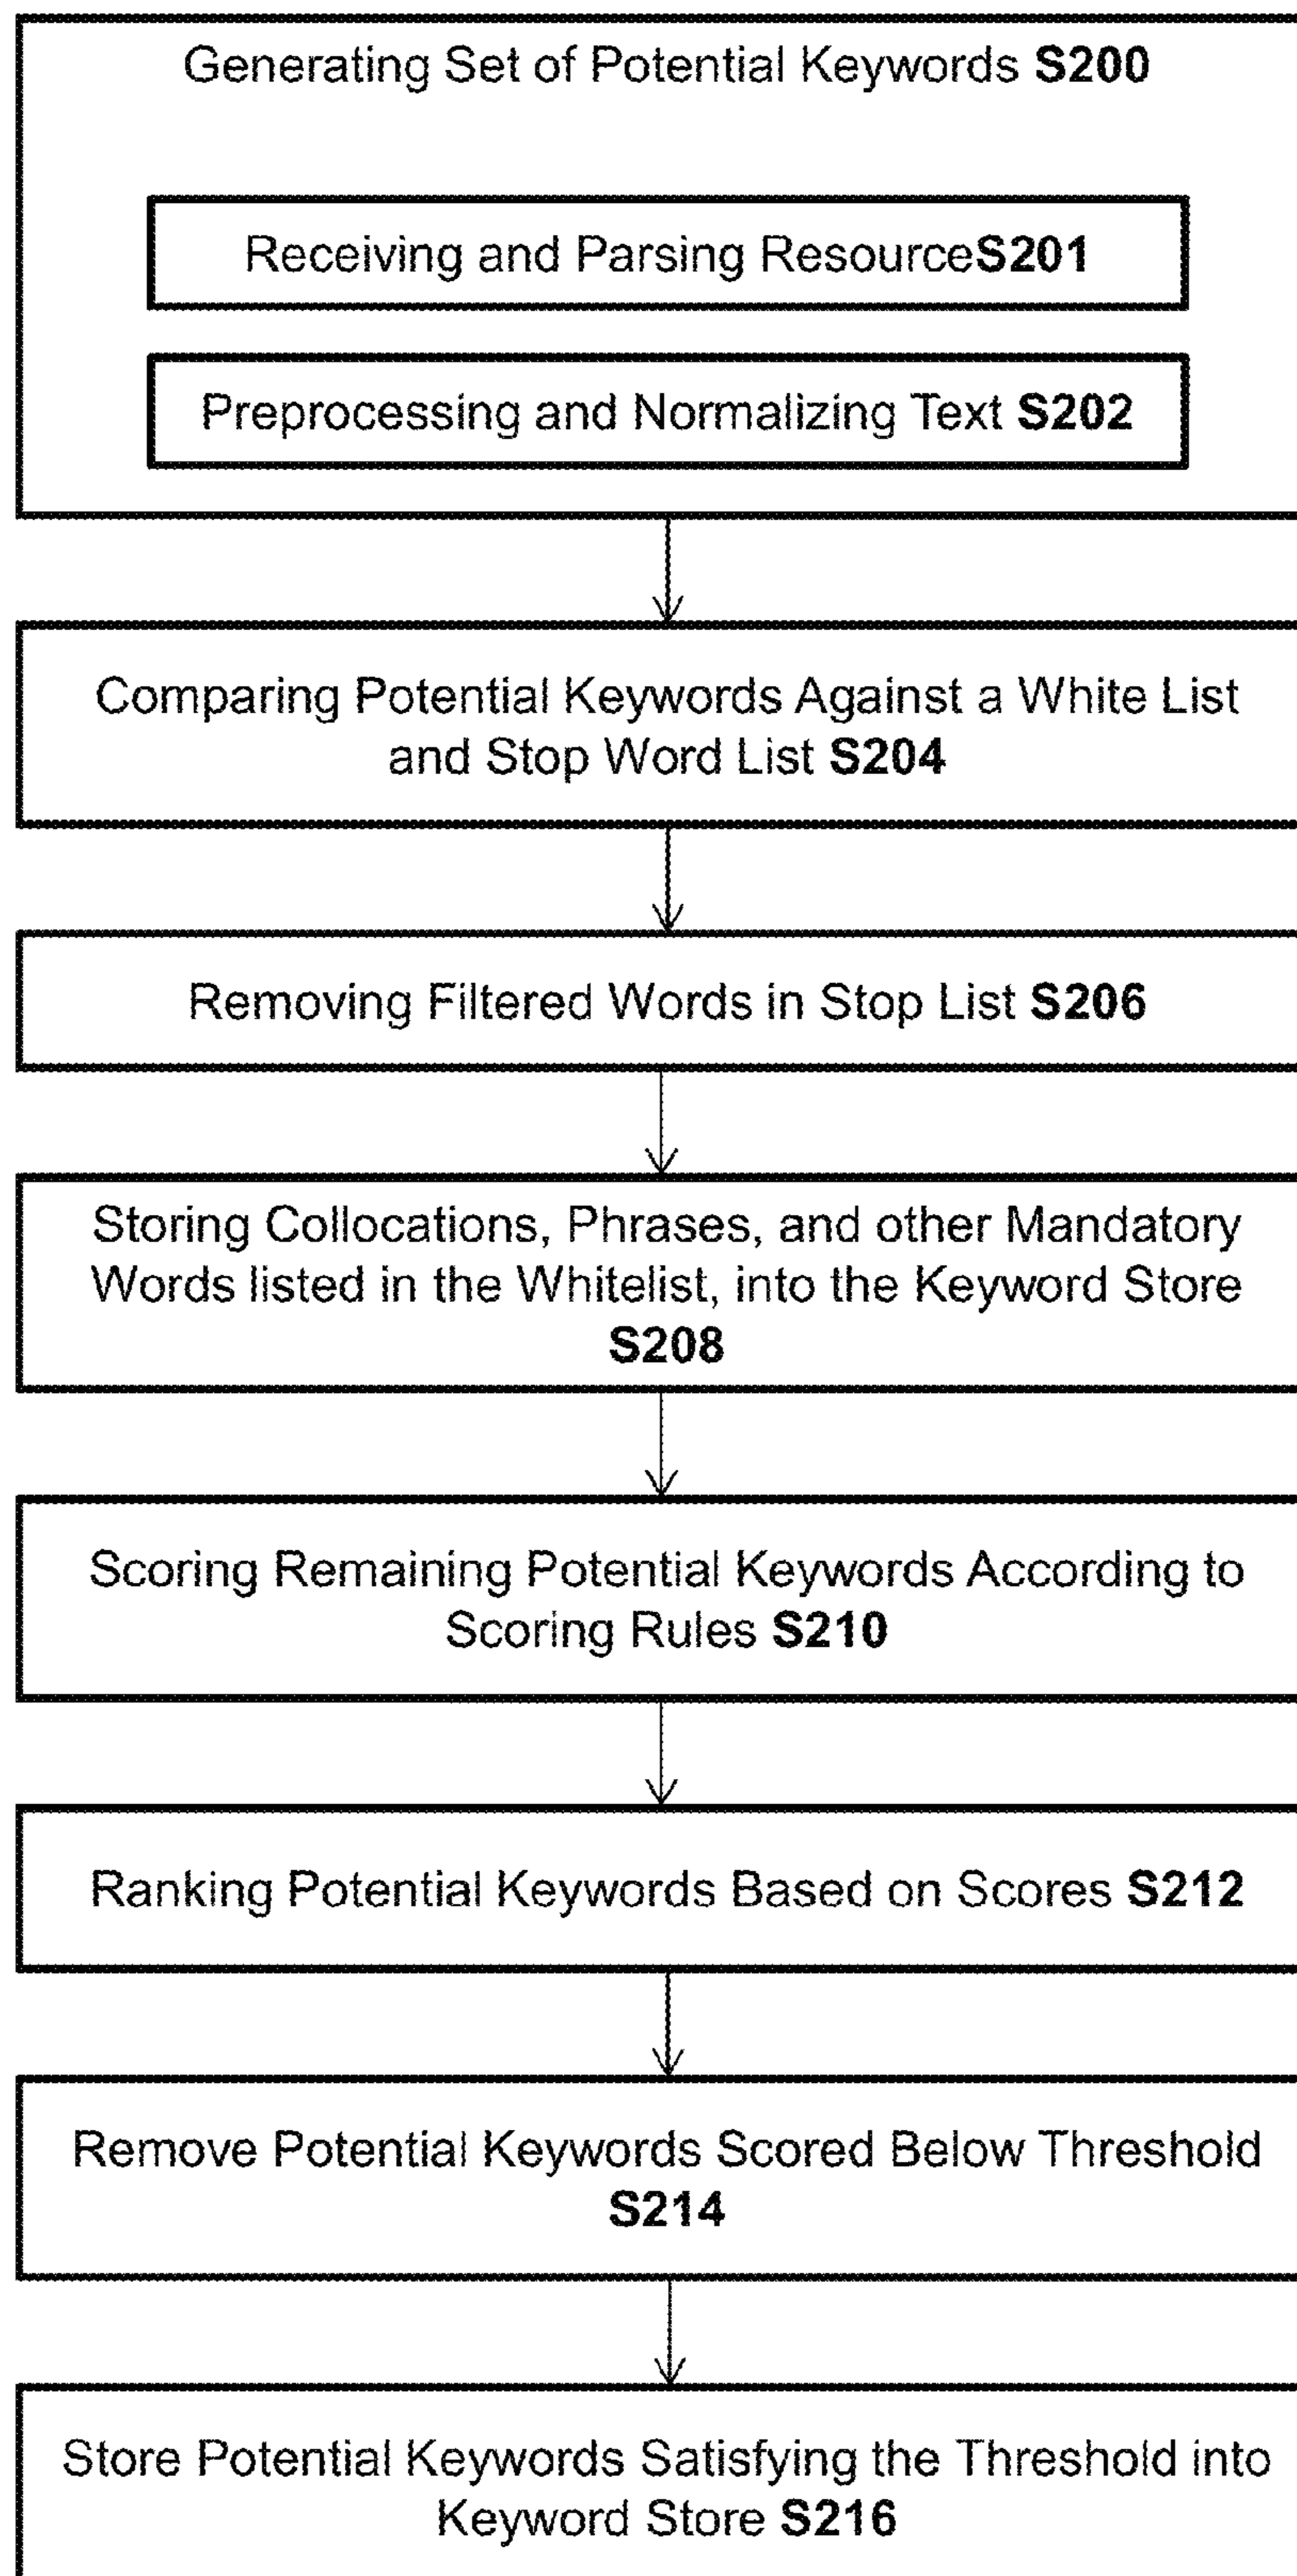 Generating Set of Potential Keywords S200
Receiving and Parsing ResourceS201
Preprocessing and Normalizing Text S202
Comparing Potential Keywords Against a White List
and Stop Word List S204
Removing Filtered Words in Stop List S206
Storing Collocations, Phrases, and other Mandatory
Words listed in the Whitelist, into the Keyword Store
S208
Scoring Remaining Potential Keywords According to
Scoring Rules S210
Ranking Potential Keywords Based on Scores S212
Remove Potential Keywords Scored Below Threshold
S214
Store Potential Keywords Satisfying the Threshold into
Keyword Store S216